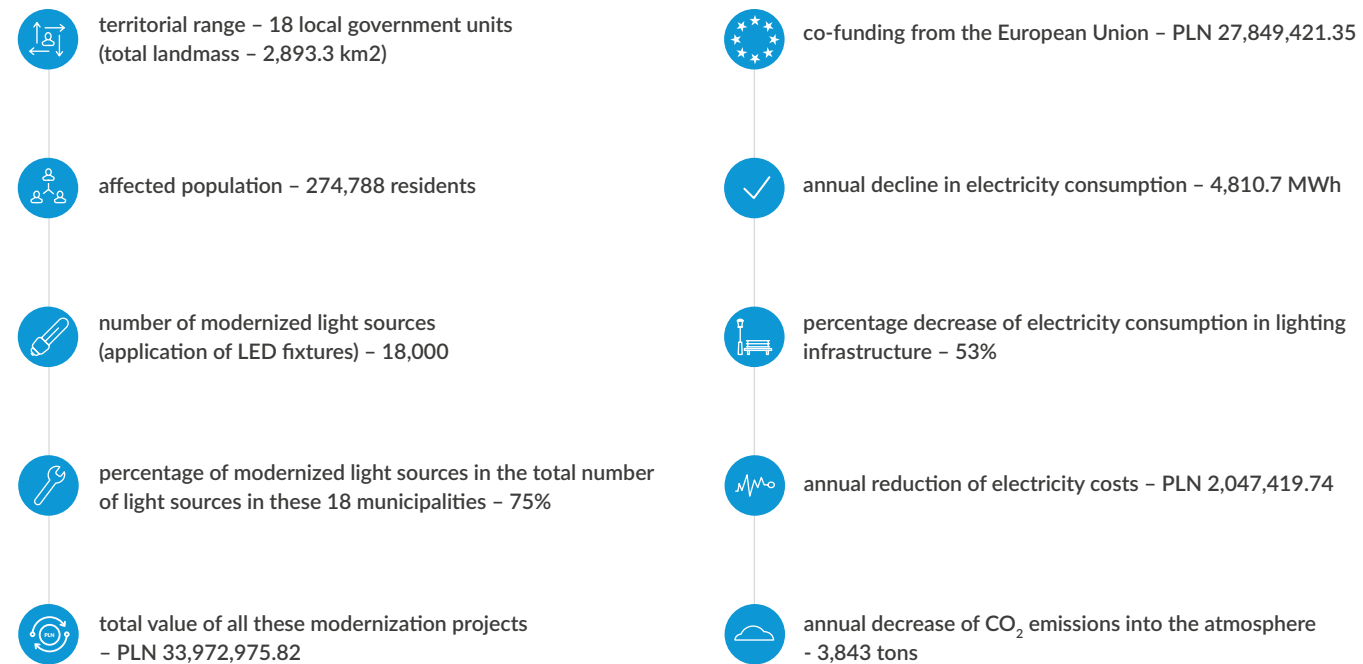 territorial range – 18 local government units
(total landmass – 2,893.3 km2)
affected population – 274,788 residents
number of modernized light sources
(application of LED fixtures) – 18,000
percentage of modernized light sources in the total number
of light sources in these 18 municipalities – 75%
PLN
total value of all these modernization projects
– PLN 33,972,975.82
co-funding from the European Union – PLN 27,849,421.35
annual decline in electricity consumption – 4,810.7 MWh
percentage decrease of electricity consumption in lighting
infrastructure – 53%
annual reduction of electricity costs – PLN 2,047,419.74
annual decrease of CO₂ emissions into the atmosphere
- 3,843 tons